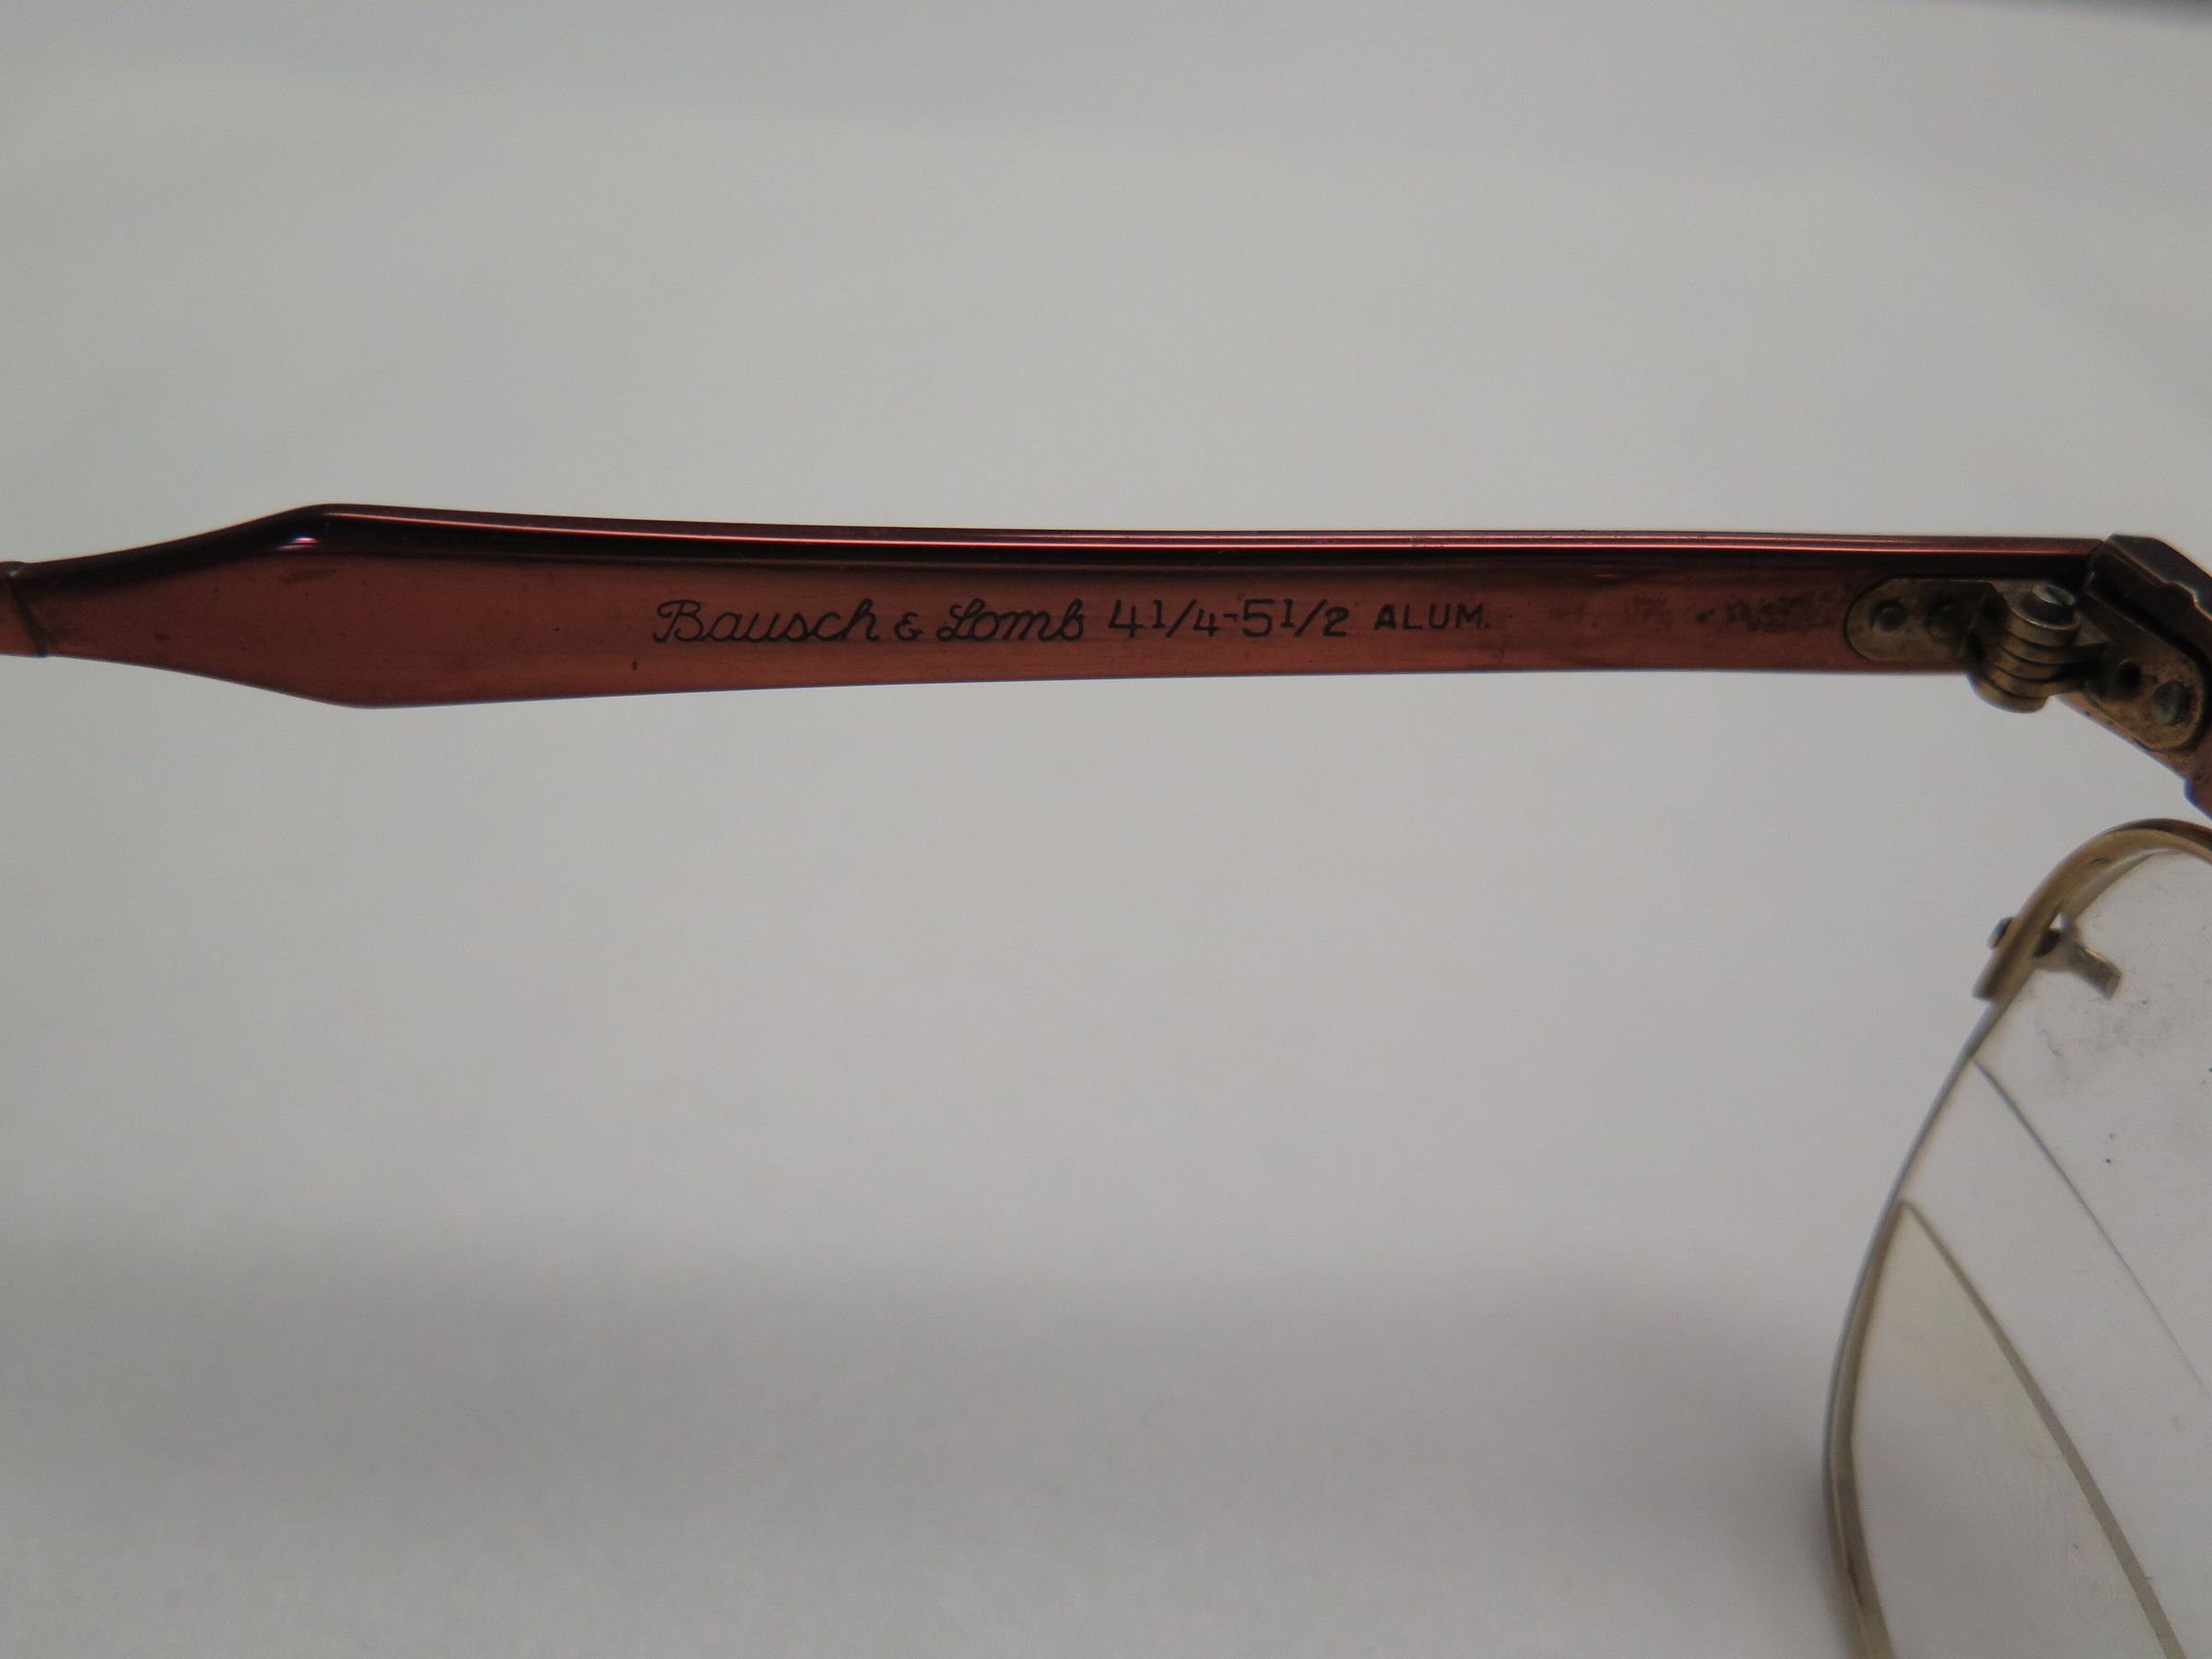 Bausch & Lomb 41/4-51/2 ALUM.